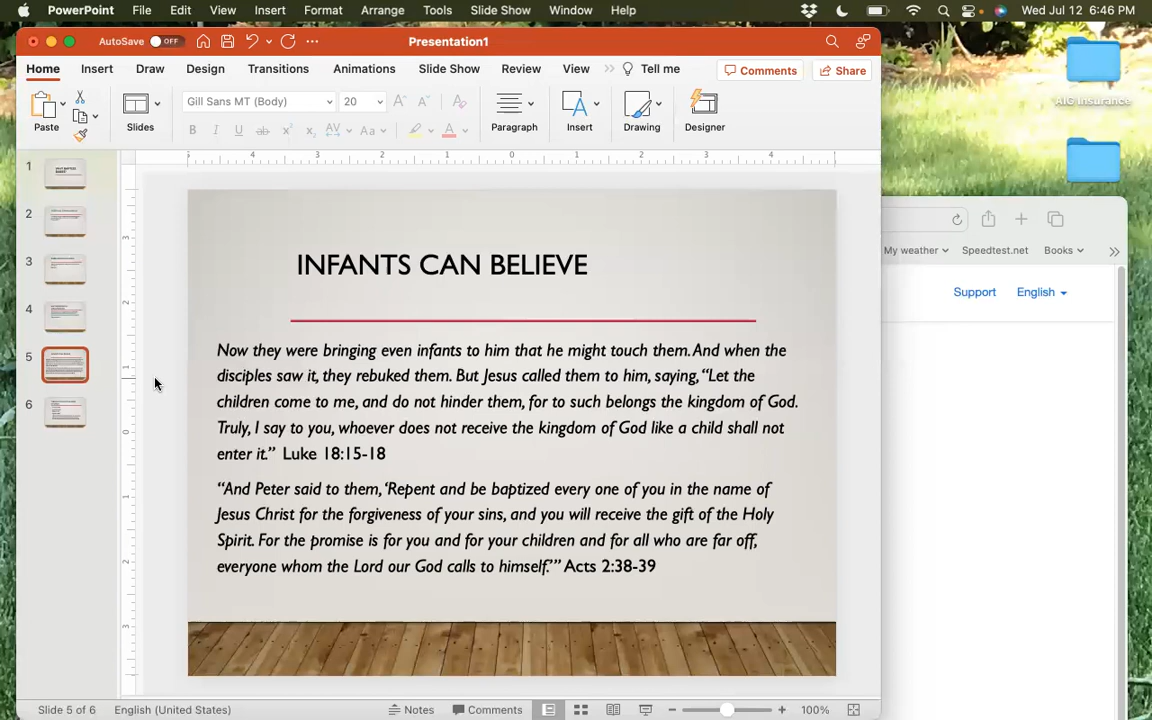 PowerPoint File Edit View Insert Format Arrange Tools Slide Show Window Help Wed Jul 12 6:46 PM
AutoSave OFF Presentation1
Home Insert Draw Design Transitions Animations Slide Show Review View Tell me Comments Share
Gill Sans MT (Body) 20
Paste Slides Paragraph Insert Drawing Designer
AIC Insurance
My weather Speedtest.net Books
Support English
1
2
3
4
5
6
INFANTS CAN BELIEVE
Now they were bringing even infants to him that he might touch them. And when the
disciples saw it, they rebuked them. But Jesus called them to him, saying, “Let the
children come to me, and do not hinder them, for to such belongs the kingdom of God.
Truly, I say to you, whoever does not receive the kingdom of God like a child shall not
enter it.” Luke 18:15-18
“And Peter said to them, ‘Repent and be baptized every one of you in the name of
Jesus Christ for the forgiveness of your sins, and you will receive the gift of the Holy
Spirit. For the promise is for you and for your children and for all who are far off,
everyone whom the Lord our God calls to himself.’” Acts 2:38-39
Slide 5 of 6 English (United States) Notes Comments 100%